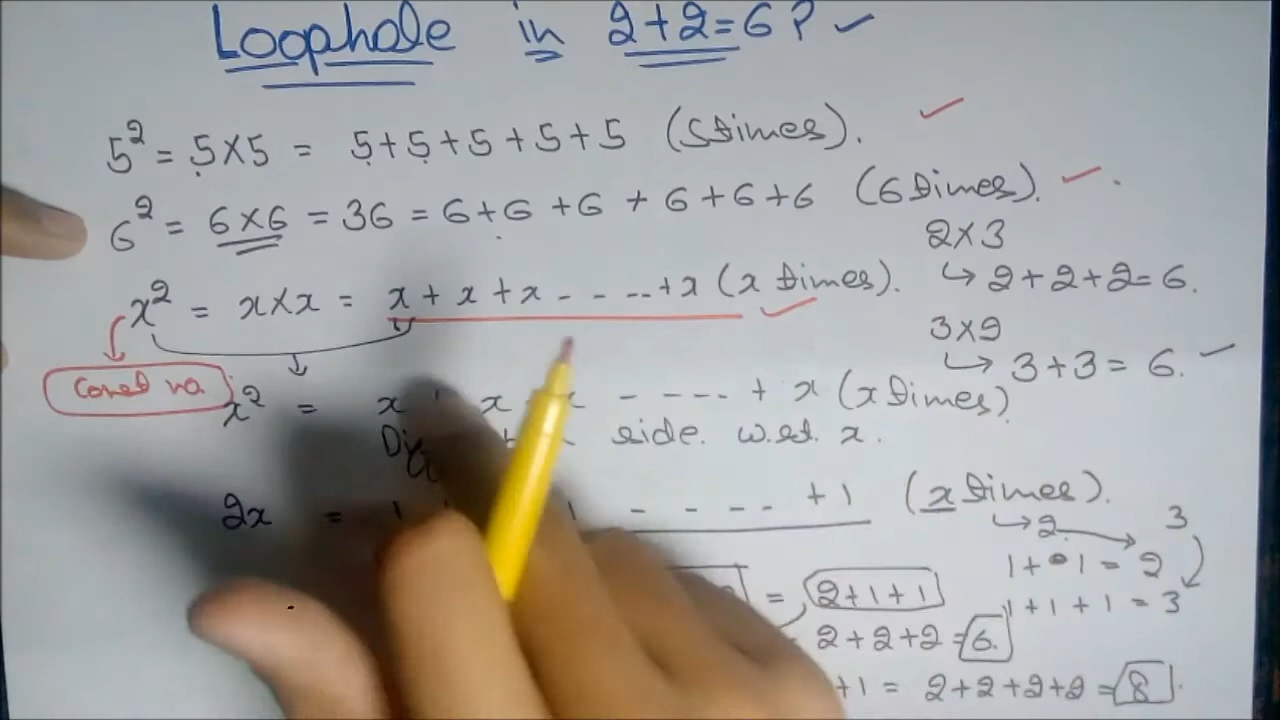 Loophole in 2+2=6?
5² = 5×5 = 5+5+5+5+5 (5times).
6² = 6×6 = 36 = 6+6+6+6+6+6 (6times).
2×3
↳ 2+2+2=6.
x² = x×x = x+x+x- - - - - +x (x times).
3×2
↳ 3+3=6.
x² = x x - - - - - + x (x times)
side. w.r.t. x.
2x = 1 1 - - - - +1 (x times).
↳ 2 → 3
1+1=2
1+1+1=3
= 2+1+1
2+2+2=6.
+1 = 2+2+2+2=8.